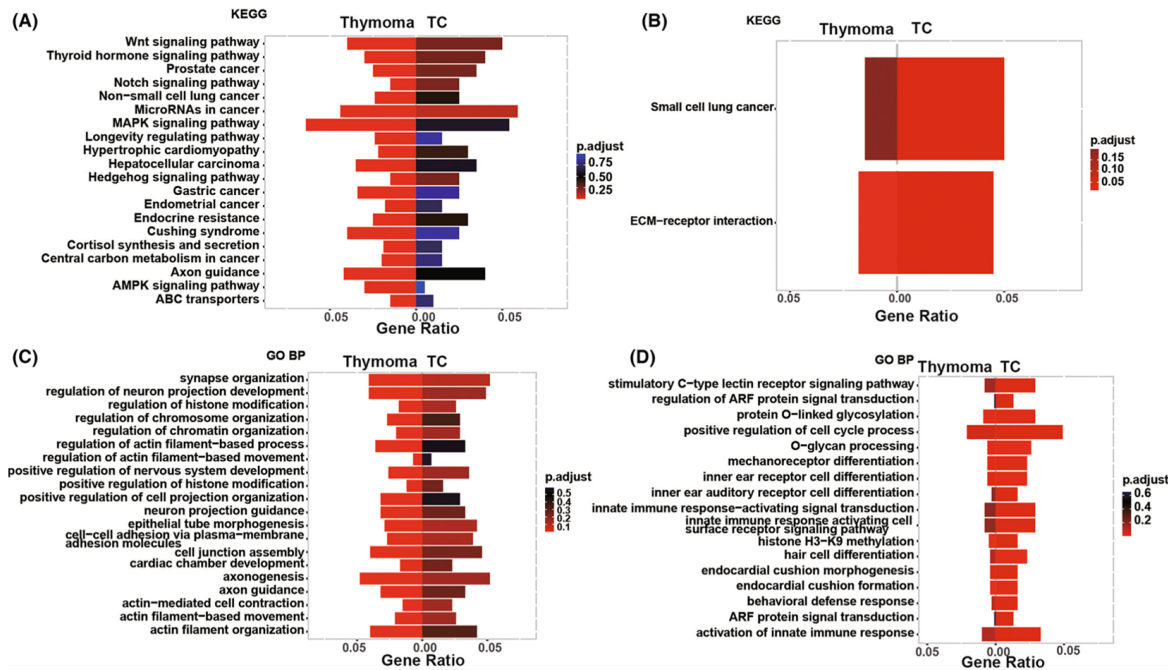 (A)
KEGG
Thymoma TC
Wnt signaling pathway
Thyroid hormone signaling pathway
Prostate cancer
Notch signaling pathway
Non−small cell lung cancer
MicroRNAs in cancer
MAPK signaling pathway
Longevity regulating pathway
Hypertrophic cardiomyopathy
Hepatocellular carcinoma
Hedgehog signaling pathway
Gastric cancer
Endometrial cancer
Endocrine resistance
Cushing syndrome
Cortisol synthesis and secretion
Central carbon metabolism in cancer
Axon guidance
AMPK signaling pathway
ABC transporters
0.05 0.00 0.05
Gene Ratio
p.adjust
0.75
0.50
0.25
(B)
KEGG
Thymoma TC
Small cell lung cancer
ECM−receptor interaction
0.05 0.00 0.05
Gene Ratio
p.adjust
0.15
0.10
0.05
(C)
GO BP
Thymoma TC
synapse organization
regulation of neuron projection development
regulation of histone modification
regulation of chromosome organization
regulation of chromatin organization
regulation of actin filament−based process
regulation of actin filament−based movement
positive regulation of nervous system development
positive regulation of histone modification
positive regulation of cell projection organization
neuron projection guidance
epithelial tube morphogenesis
cell−cell adhesion via plasma−membrane
adhesion molecules
cell junction assembly
cardiac chamber development
axonogenesis
axon guidance
actin−mediated cell contraction
actin filament−based movement
actin filament organization
0.05 0.00 0.05
Gene Ratio
p.adjust
0.5
0.4
0.3
0.2
0.1
(D)
GO BP
Thymoma TC
stimulatory C−type lectin receptor signaling pathway
regulation of ARF protein signal transduction
protein O−linked glycosylation
positive regulation of cell cycle process
O−glycan processing
mechanoreceptor differentiation
inner ear receptor cell differentiation
inner ear auditory receptor cell differentiation
innate immune response−activating signal transduction
innate immune response activating cell
surface receptor signaling pathway
histone H3−K9 methylation
hair cell differentiation
endocardial cushion morphogenesis
endocardial cushion formation
behavioral defense response
ARF protein signal transduction
activation of innate immune response
0.05 0.00 0.05
Gene Ratio
p.adjust
0.6
0.4
0.2